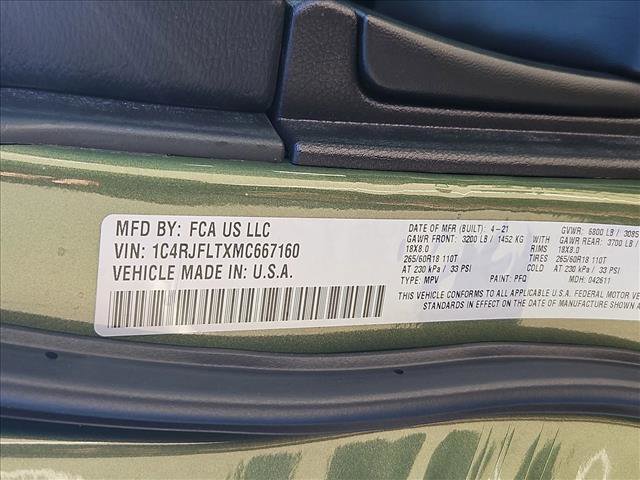 MFD BY: FCA US LLC
VIN: 1C4RJFLTXMC667160
VEHICLE MADE IN: U.S.A.
DATE OF MFR (BUILT): 4-21 GVWR: 6800 LB / 3085
GAWR FRONT: 3200 LB / 1452 KG GAWR REAR: 3700 LB /
18X8.0 RIMS 18X8.0
265/60R18 110T TIRES 265/60R18 110T
AT 230 kPa / 33 PSI COLD AT 230 kPa / 33 PSI
TYPE: MPV PAINT: PFQ MDH: 042611
THIS VEHICLE CONFORMS TO ALL APPLICABLE U.S.A. FEDERAL MOTOR VE
STANDARDS IN EFFECT ON THE DATE OF MANUFACTURE SHOWN A